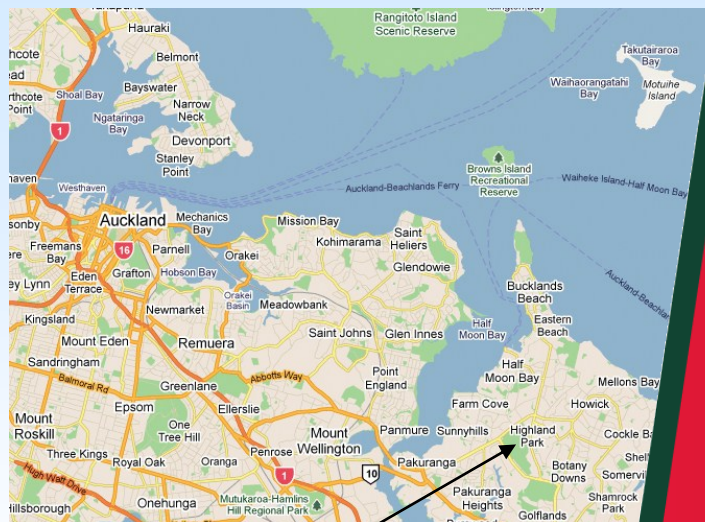 Hauraki
Rangitoto Island
Scenic Reserve
Belmont
Takutairaroa
Bay
Shoal Bay
Bayswater
Waihaorangatahi
Bay
Motuihe
Island
Point
Narrow
Neck
Ngataringa
Bay
1
Devonport
Stanley
Point
Browns Island
Recreational
Reserve
Westhaven
Auckland-Beachlands Ferry
Waiheke Island-Half Moon Bay
Auckland
Mechanics
Bay
Mission Bay
Freemans
Bay
16
Parnell
Orakei
Kohimarama
Saint
Heliers
Grafton
Hobson Bay
Glendowie
Eden
Terrace
Orakei
Basin
Meadowbank
Bucklands
Beach
Kingsland
Newmarket
Saint Johns
Glen Innes
Half
Moon Bay
Eastern
Beach
Mount Eden
Remuera
Sandringham
Half
Moon Bay
Balmoral Rd
Greenlane
Abbotts Way
Point
England
Mellons Bay
Epsom
Ellerslie
Farm Cove
Howick
Mount
Roskill
One
Tree Hill
Mount
Wellington
Panmure
Sunnyhills
Highland
Park
Cockle Ba
Three Kings
Royal Oak
Oranga
Penrose
1
10
Pakuranga
Botany
Downs
Hugh Watt Drive
Mutukaroa-Hamlins
Hill Regional Park
Pakuranga
Heights
Shamrock
Park
Hillsborough
Onehunga
Golflands